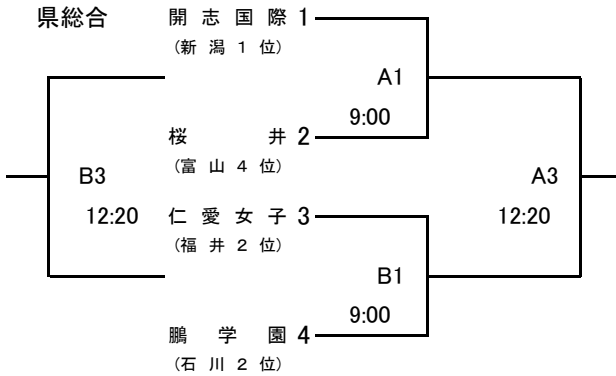 県総合
開志国際 1
(新潟1位)
A1
9:00
桜井 2
(富山4位)
B3
12:20
A3
12:20
仁愛女子 3
(福井2位)
B1
9:00
鵬学園 4
(石川2位)